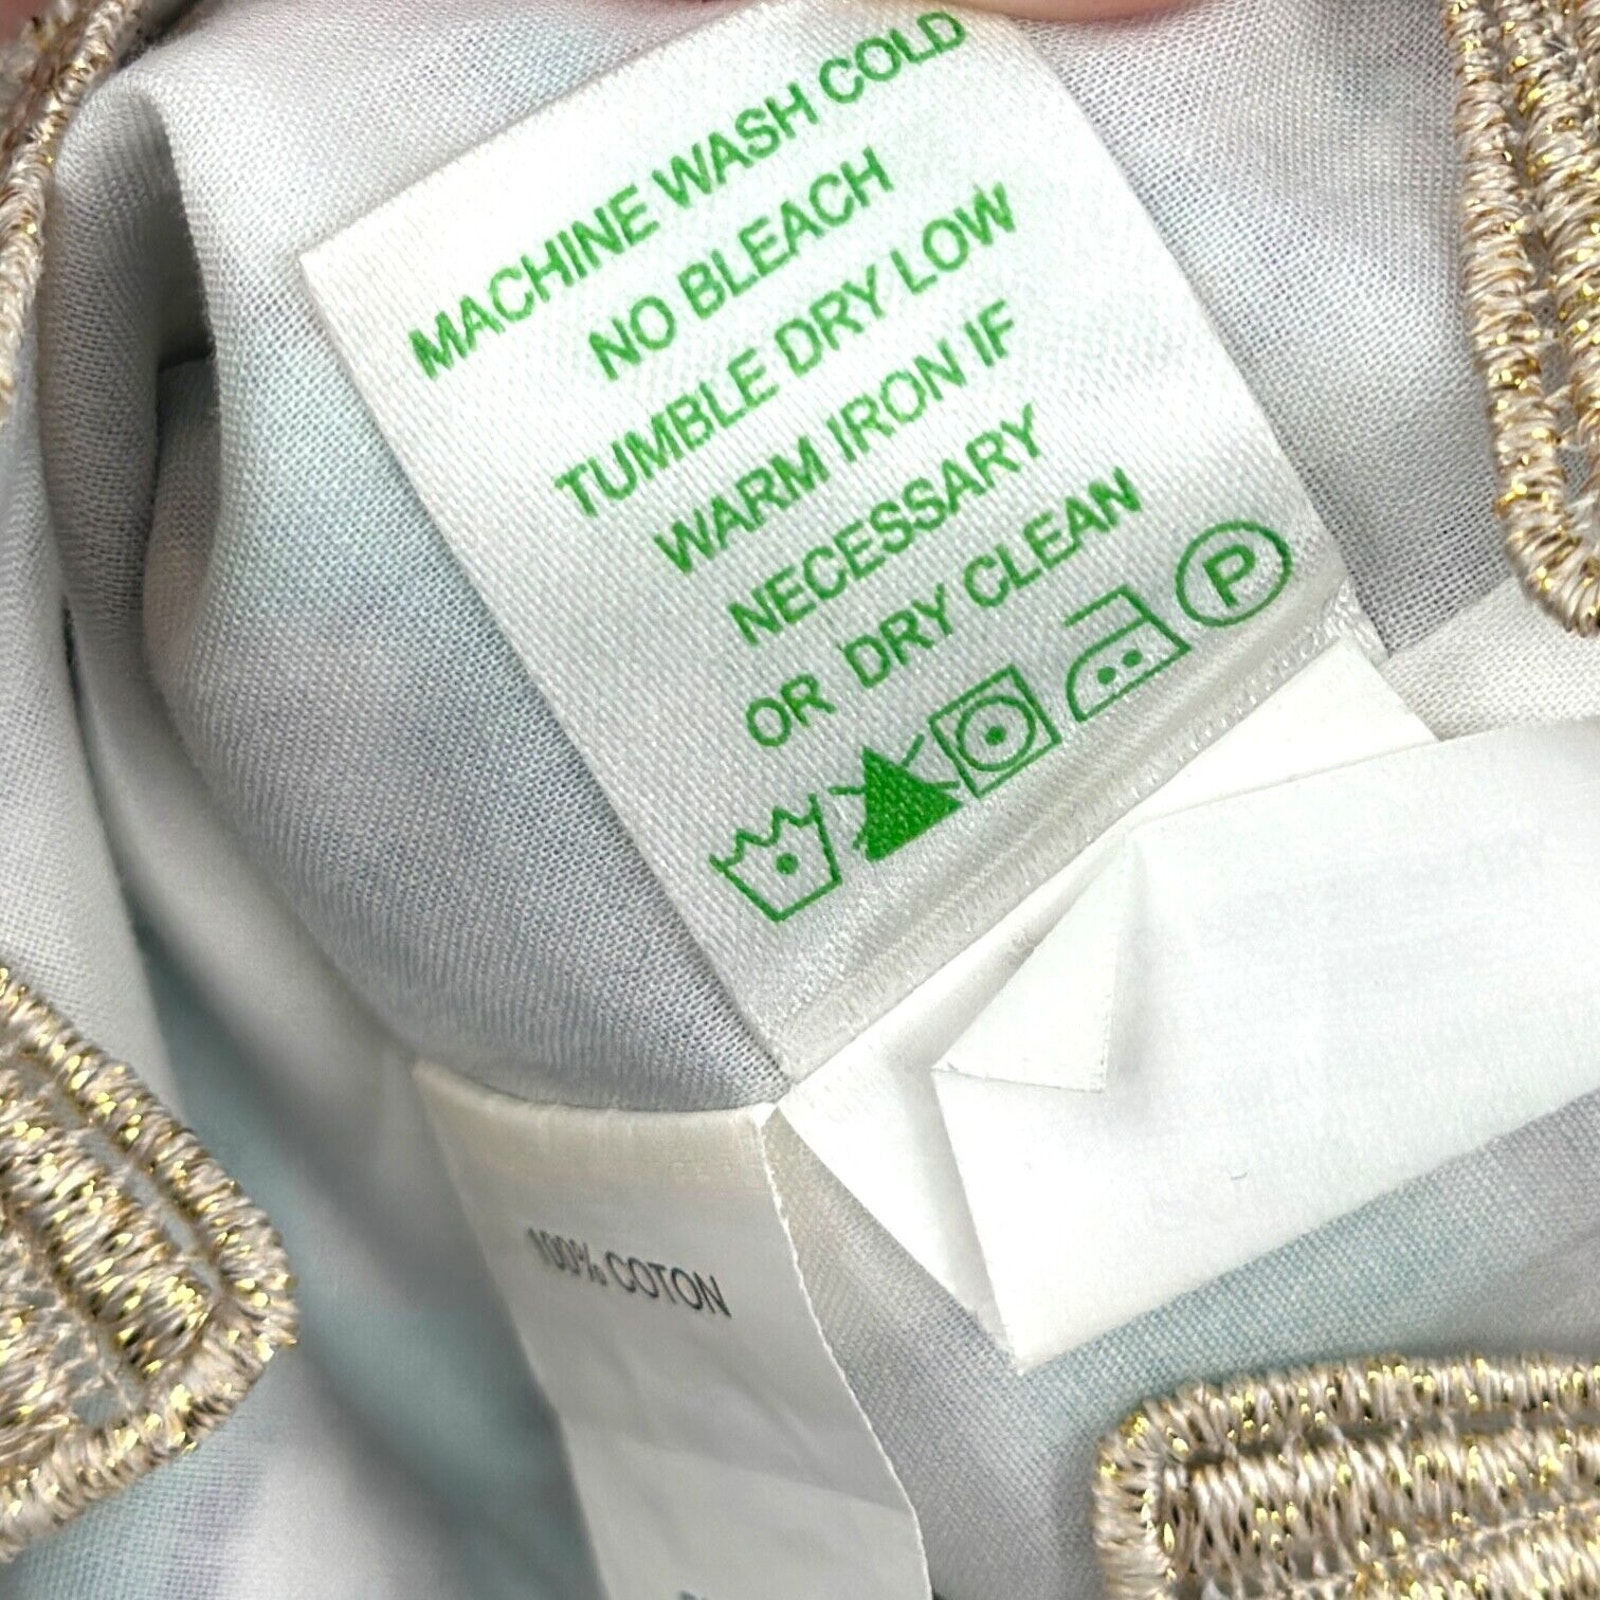 MACHINE WASH COLD
NO BLEACH
TUMBLE DRY LOW
WARM IRON IF
NECESSARY
OR DRY CLEAN
P
100% COTON